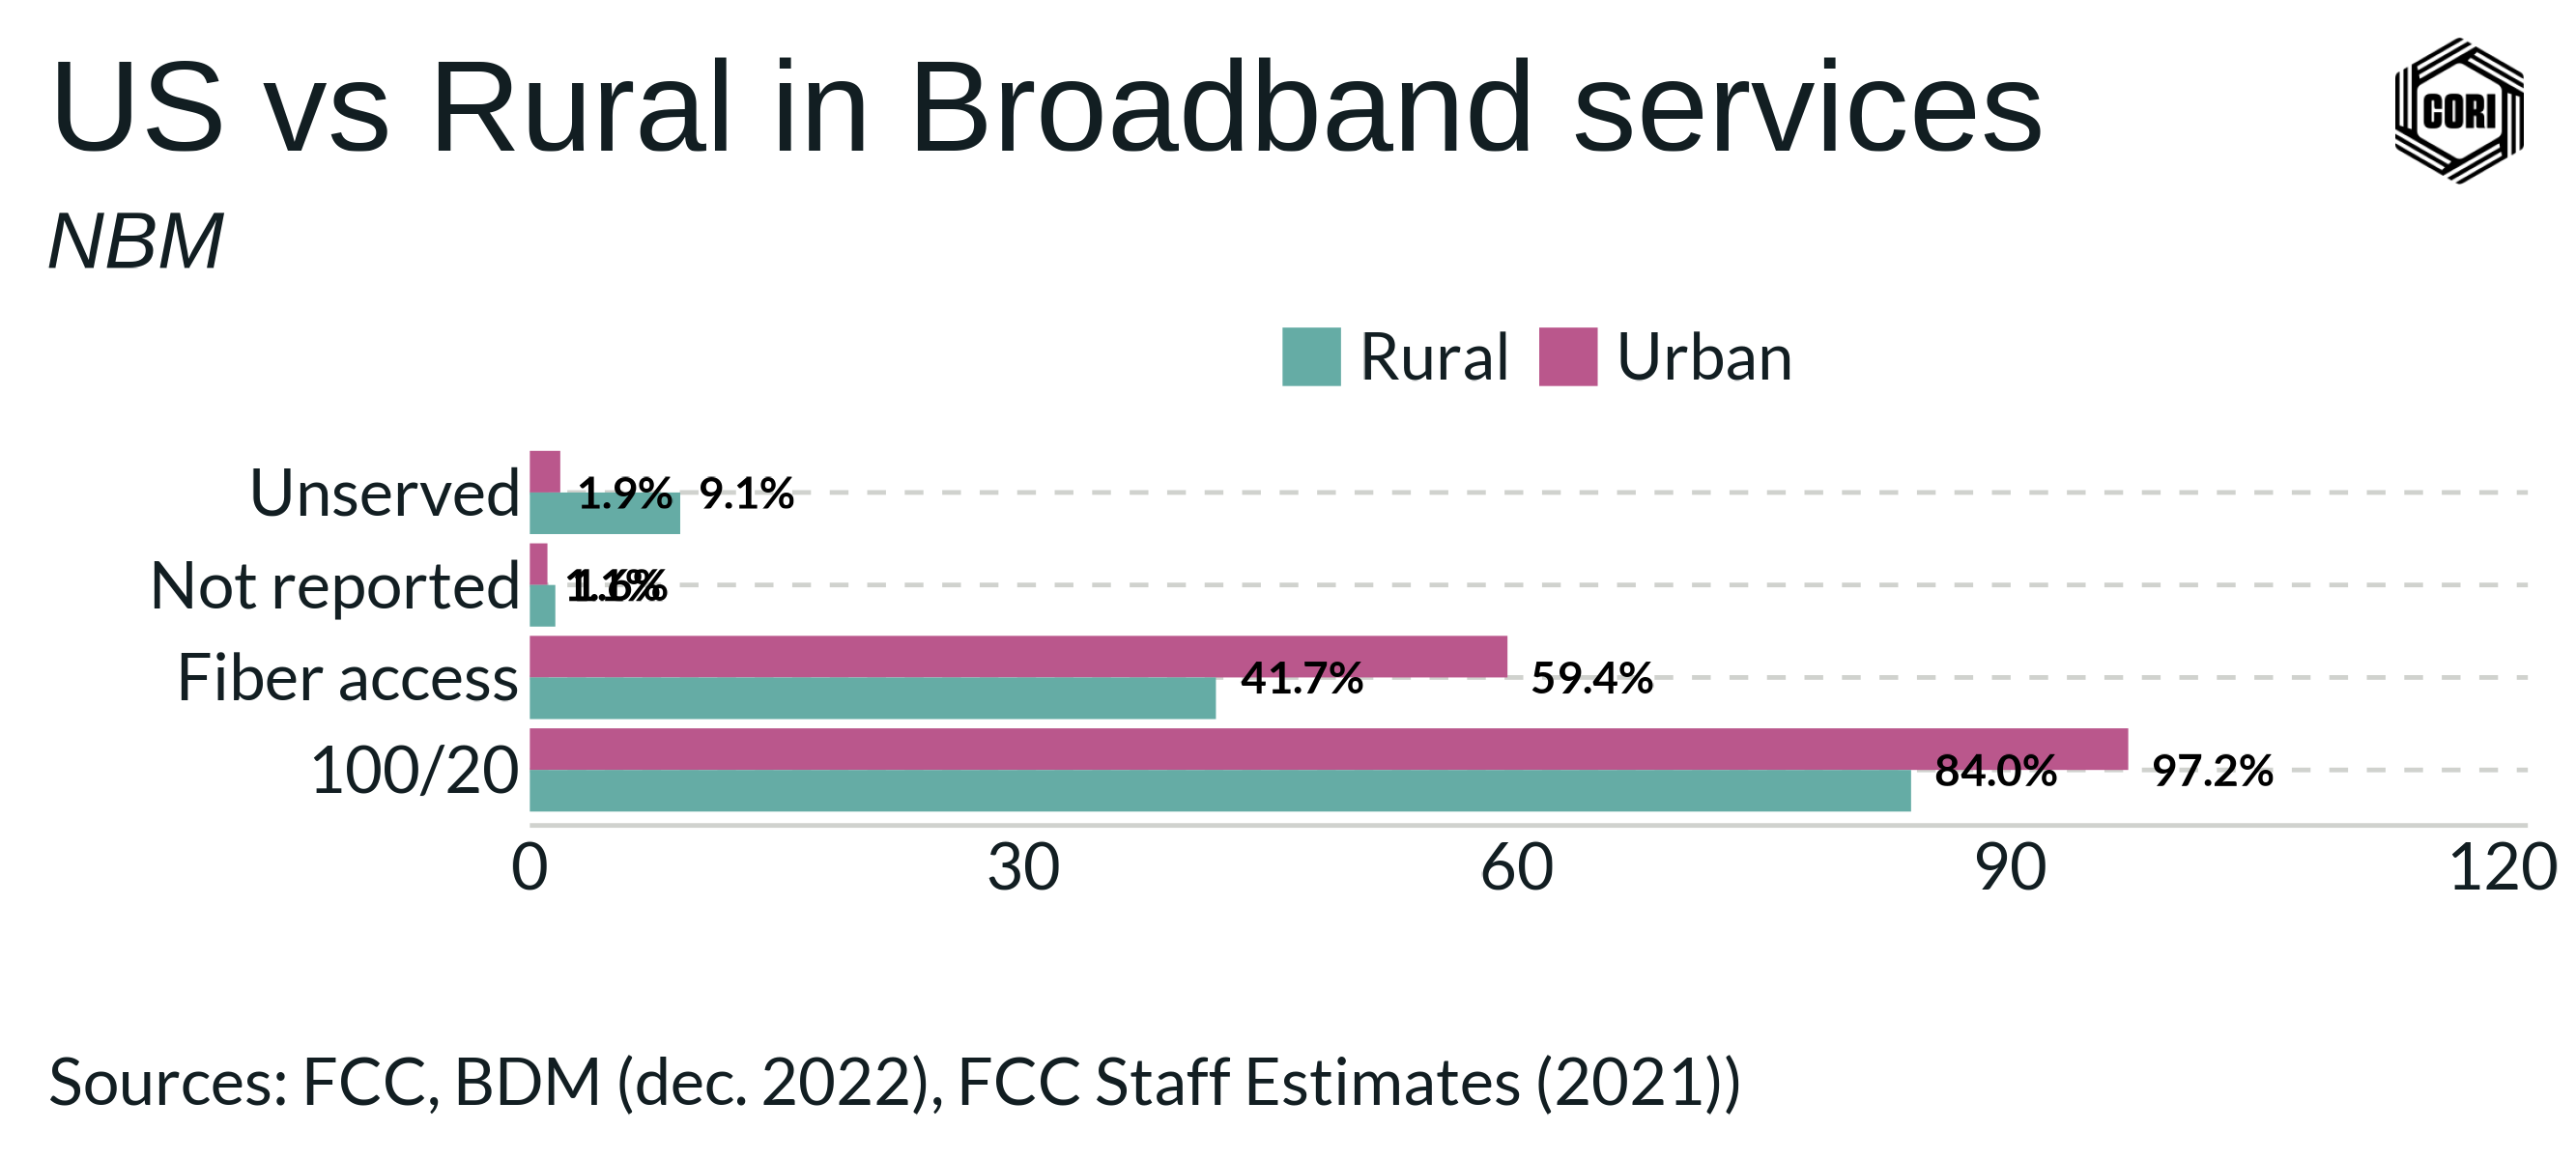 US vs Rural in Broadband services
CORI
NBM
Rural Urban
Unserved 1.9% 9.1%
Not reported 1.1% 1.6%
Fiber access 41.7% 59.4%
100/20 84.0% 97.2%
0 30 60 90 120
Sources: FCC, BDM (dec. 2022), FCC Staff Estimates (2021))